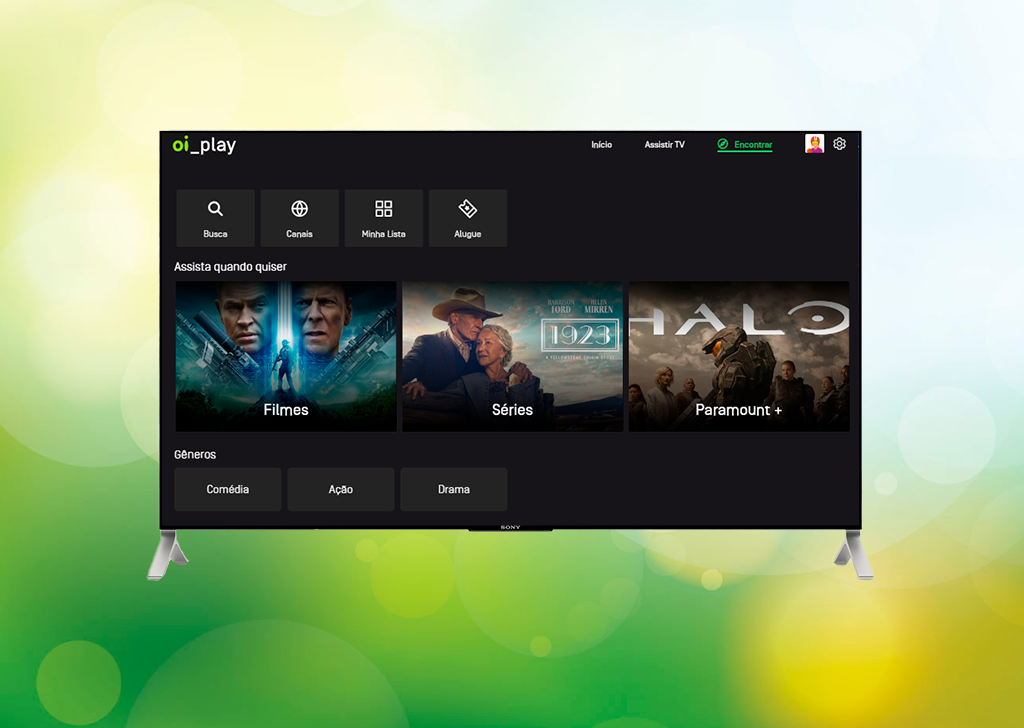 oi_play
Início
Assistir TV
Encontrar
Busca
Canais
Minha Lista
Alugue
Assista quando quiser
HARRISON FORD
HELEN MIRREN
1923
A YELLOWSTONE ORIGIN STORY
HALO
Filmes
Séries
Paramount +
Gêneros
Comédia
Ação
Drama
SONY